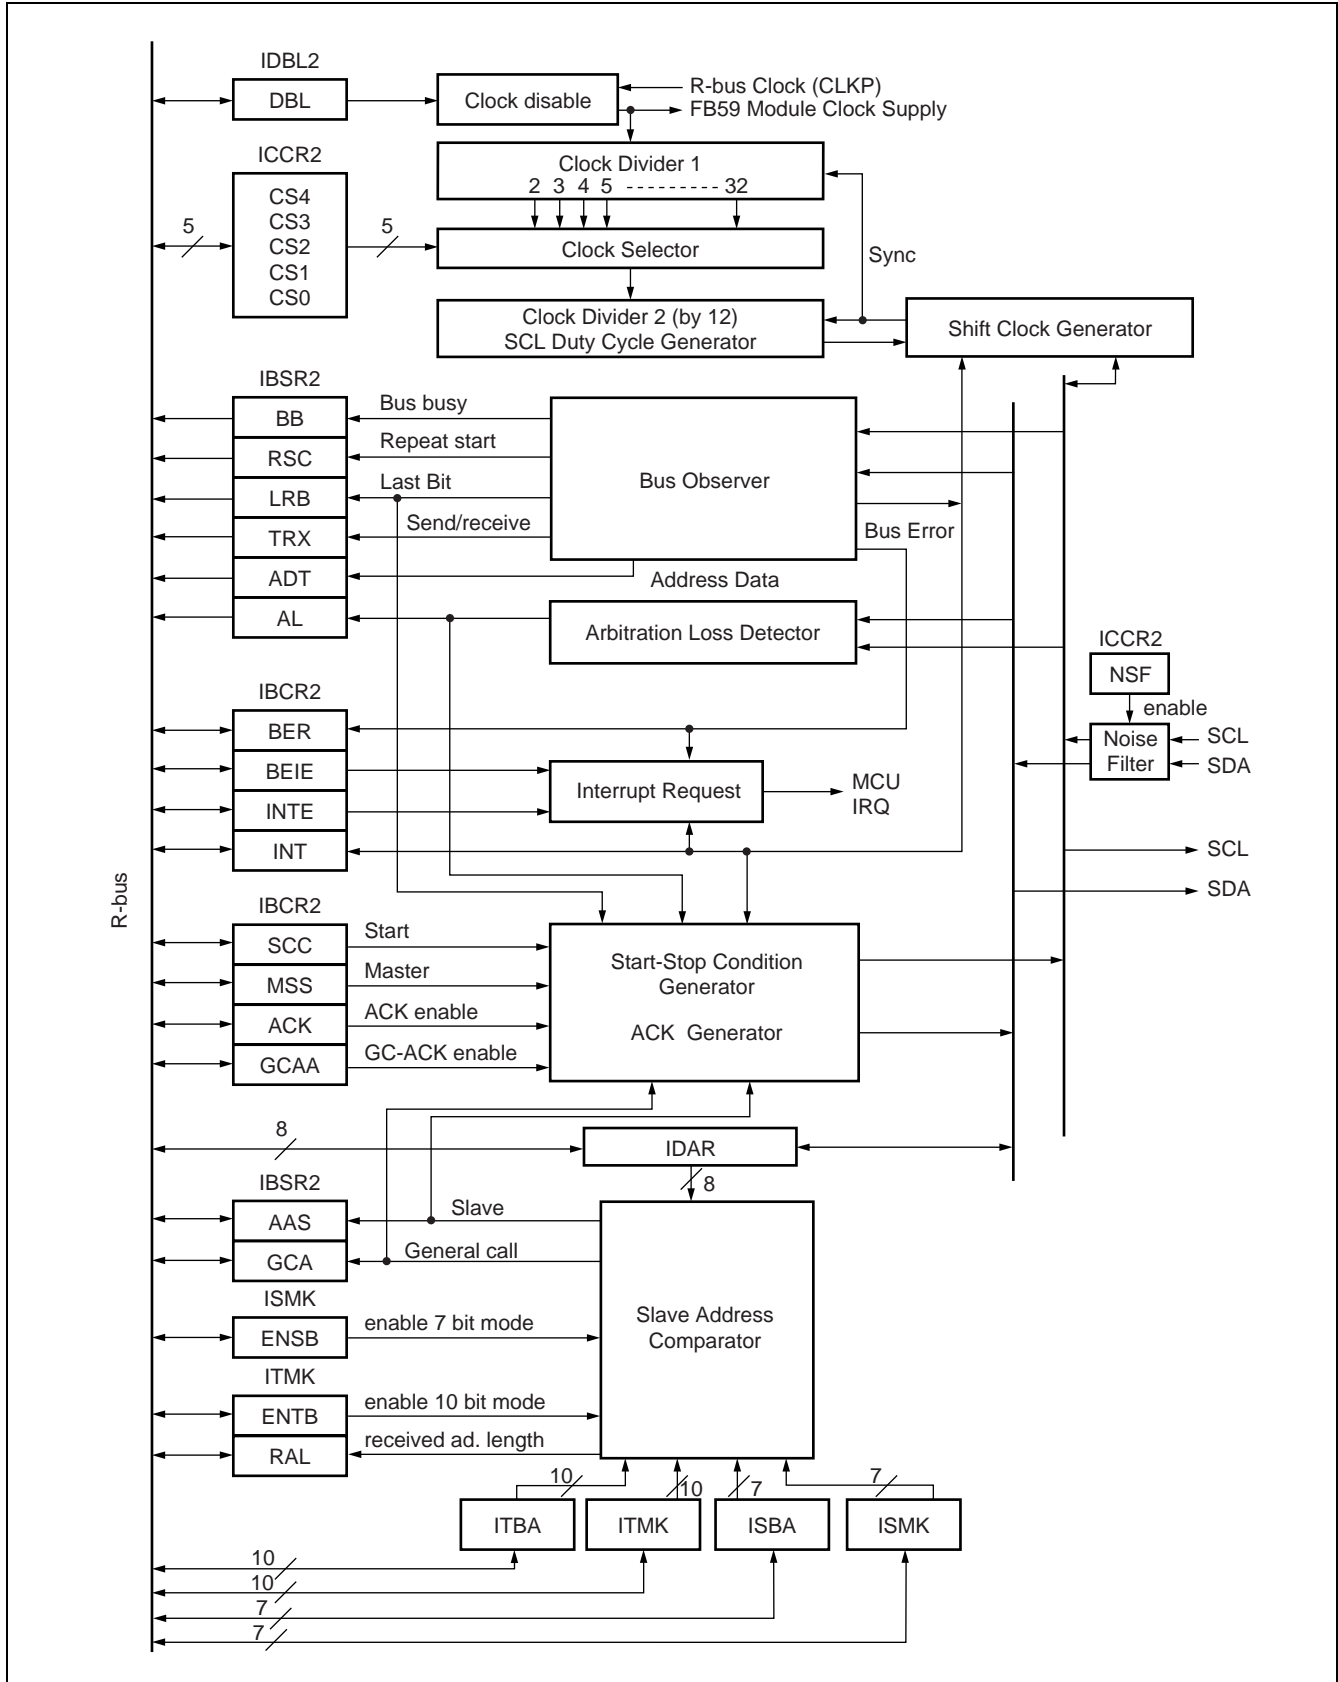 IDBL2
DBL
Clock disable
R-bus Clock (CLKP)
FB59 Module Clock Supply
ICCR2
CS4
CS3
CS2
CS1
CS0
5
5
Clock Divider 1
2 3 4 5 ---------- 32
Clock Selector
Sync
Clock Divider 2 (by 12)
SCL Duty Cycle Generator
Shift Clock Generator
IBSR2
BB
Bus busy
RSC
Repeat start
LRB
Last Bit
TRX
Send/receive
ADT
AL
Bus Observer
Bus Error
Address Data
Arbitration Loss Detector
ICCR2
NSF
enable
Noise
Filter
SCL
SDA
IBCR2
BER
BEIE
INTE
INT
Interrupt Request
MCU
IRQ
SCL
SDA
R-bus
IBCR2
SCC
Start
MSS
Master
ACK
ACK enable
GCAA
GC-ACK enable
Start-Stop Condition
Generator
ACK Generator
8
IDAR
8
IBSR2
AAS
Slave
GCA
General call
ISMK
ENSB
enable 7 bit mode
ITMK
ENTB
enable 10 bit mode
RAL
received ad. length
Slave Address
Comparator
10
10
7
7
ITBA
ITMK
ISBA
ISMK
10
10
7
7